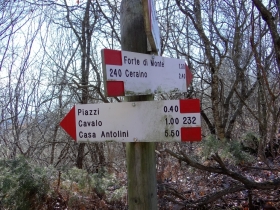 Forte di Monte
240 Ceraino
Piazzi 0.40
Cavalo 1.00 232
Casa Antolini 5.50